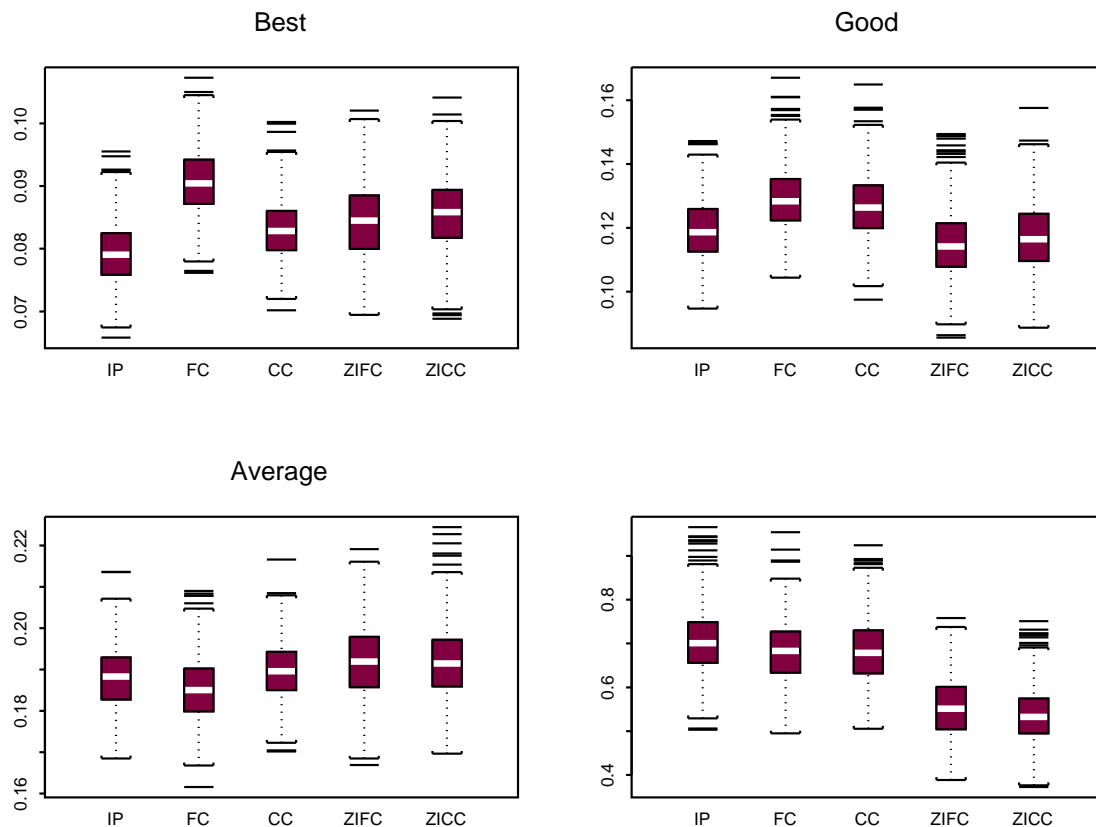 Best
0.10
0.09
0.08
0.07
IP FC CC ZIFC ZICC
Good
0.16
0.14
0.12
0.10
IP FC CC ZIFC ZICC
Average
0.22
0.20
0.18
0.16
IP FC CC ZIFC ZICC
0.8
0.6
0.4
IP FC CC ZIFC ZICC